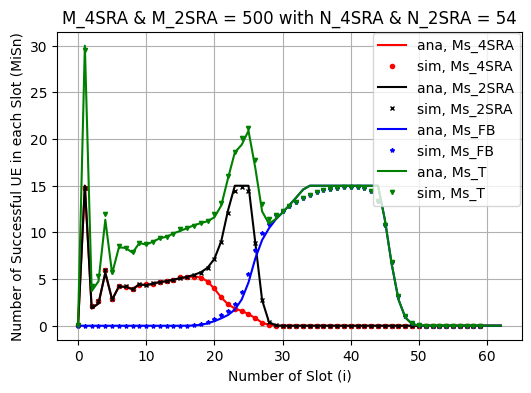 M_4SRA & M_2SRA = 500 with N_4SRA & N_2SRA = 54
Number of Successful UE in each Slot (MiSn)
30
25
20
15
10
5
0
ana, Ms_4SRA
sim, Ms_4SRA
ana, Ms_2SRA
sim, Ms_2SRA
ana, Ms_FB
sim, Ms_FB
ana, Ms_T
sim, Ms_T
0 10 20 30 40 50 60
Number of Slot (i)